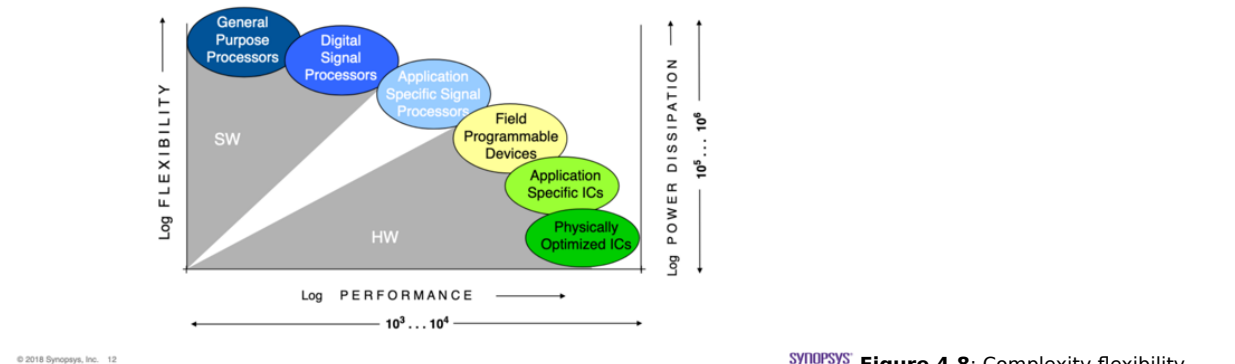 General
Purpose
Processors
Digital
Signal
Processors
Application
Specific Signal
Processors
Field
Programmable
Devices
Application
Specific ICs
Physically
Optimized ICs
SW
HW
Log FLEXIBILITY
Log PERFORMANCE
10³ . . . 10⁴
Log POWER DISSIPATION
10⁵ . . . 10⁶
© 2018 Synopsys, Inc. 12
SYNOPSYS® Figure 4-8: Complexity flexibility